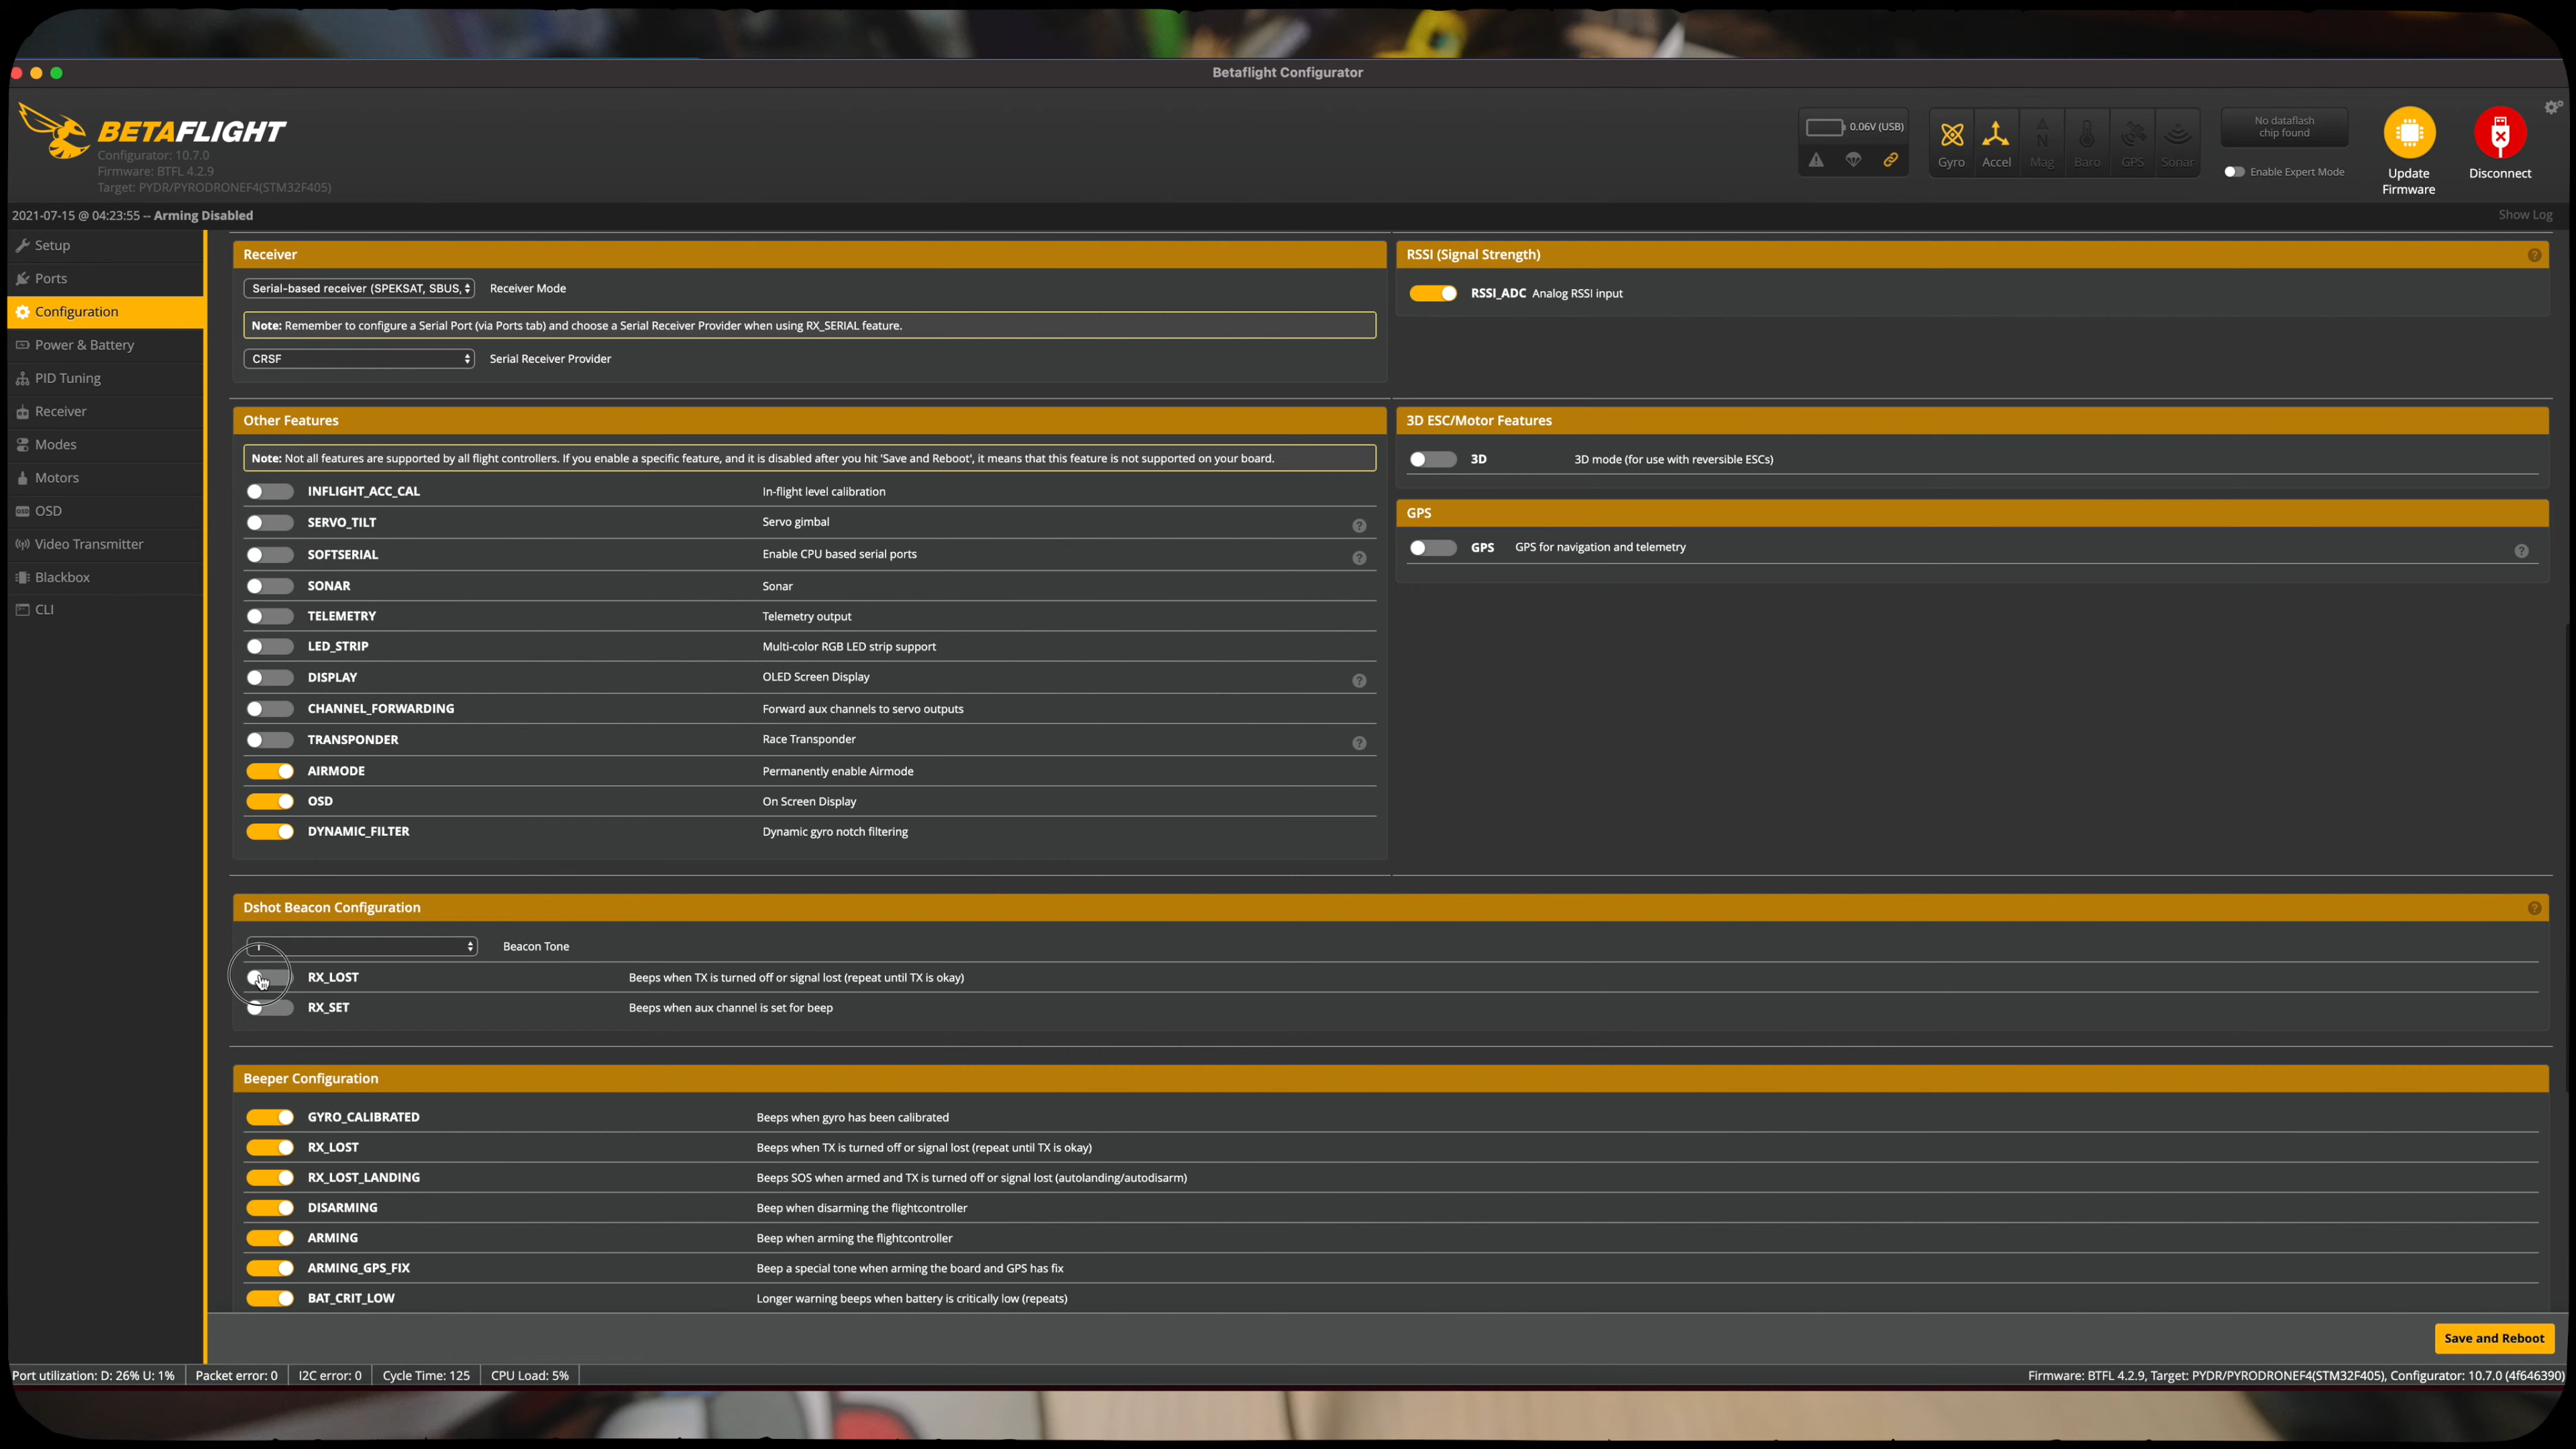 Betaflight Configurator
BETAFLIGHT
Configurator: 10.7.0
Firmware: BTFL 4.2.9
Target: PYDR/PYRODRONEF4(STM32F405)
0.06V (USB)
Gyro
Accel
Mag
Baro
GPS
Sonar
No dataflash
chip found
Enable Expert Mode
Update
Firmware
Disconnect
2021-07-15 @ 04:23:55 -- Arming Disabled
Show Log
Setup
Ports
Configuration
Power & Battery
PID Tuning
Receiver
Modes
Motors
OSD
Video Transmitter
Blackbox
CLI
Receiver
Serial-based receiver (SPEKSAT, SBUS, Receiver Mode
Note: Remember to configure a Serial Port (via Ports tab) and choose a Serial Receiver Provider when using RX_SERIAL feature.
CRSF Serial Receiver Provider
RSSI (Signal Strength)
RSSI_ADC Analog RSSI input
Other Features
Note: Not all features are supported by all flight controllers. If you enable a specific feature, and it is disabled after you hit 'Save and Reboot', it means that this feature is not supported on your board.
INFLIGHT_ACC_CAL In-flight level calibration
SERVO_TILT Servo gimbal
SOFTSERIAL Enable CPU based serial ports
SONAR Sonar
TELEMETRY Telemetry output
LED_STRIP Multi-color RGB LED strip support
DISPLAY OLED Screen Display
CHANNEL_FORWARDING Forward aux channels to servo outputs
TRANSPONDER Race Transponder
AIRMODE Permanently enable Airmode
OSD On Screen Display
DYNAMIC_FILTER Dynamic gyro notch filtering
3D ESC/Motor Features
3D 3D mode (for use with reversible ESCs)
GPS
GPS GPS for navigation and telemetry
Dshot Beacon Configuration
Beacon Tone
RX_LOST Beeps when TX is turned off or signal lost (repeat until TX is okay)
RX_SET Beeps when aux channel is set for beep
Beeper Configuration
GYRO_CALIBRATED Beeps when gyro has been calibrated
RX_LOST Beeps when TX is turned off or signal lost (repeat until TX is okay)
RX_LOST_LANDING Beeps SOS when armed and TX is turned off or signal lost (autolanding/autodisarm)
DISARMING Beep when disarming the flightcontroller
ARMING Beep when arming the flightcontroller
ARMING_GPS_FIX Beep a special tone when arming the board and GPS has fix
BAT_CRIT_LOW Longer warning beeps when battery is critically low (repeats)
Save and Reboot
Port utilization: D: 26% U: 1% Packet error: 0 I2C error: 0 Cycle Time: 125 CPU Load: 5%
Firmware: BTFL 4.2.9, Target: PYDR/PYRODRONEF4(STM32F405), Configurator: 10.7.0 (4f646390)